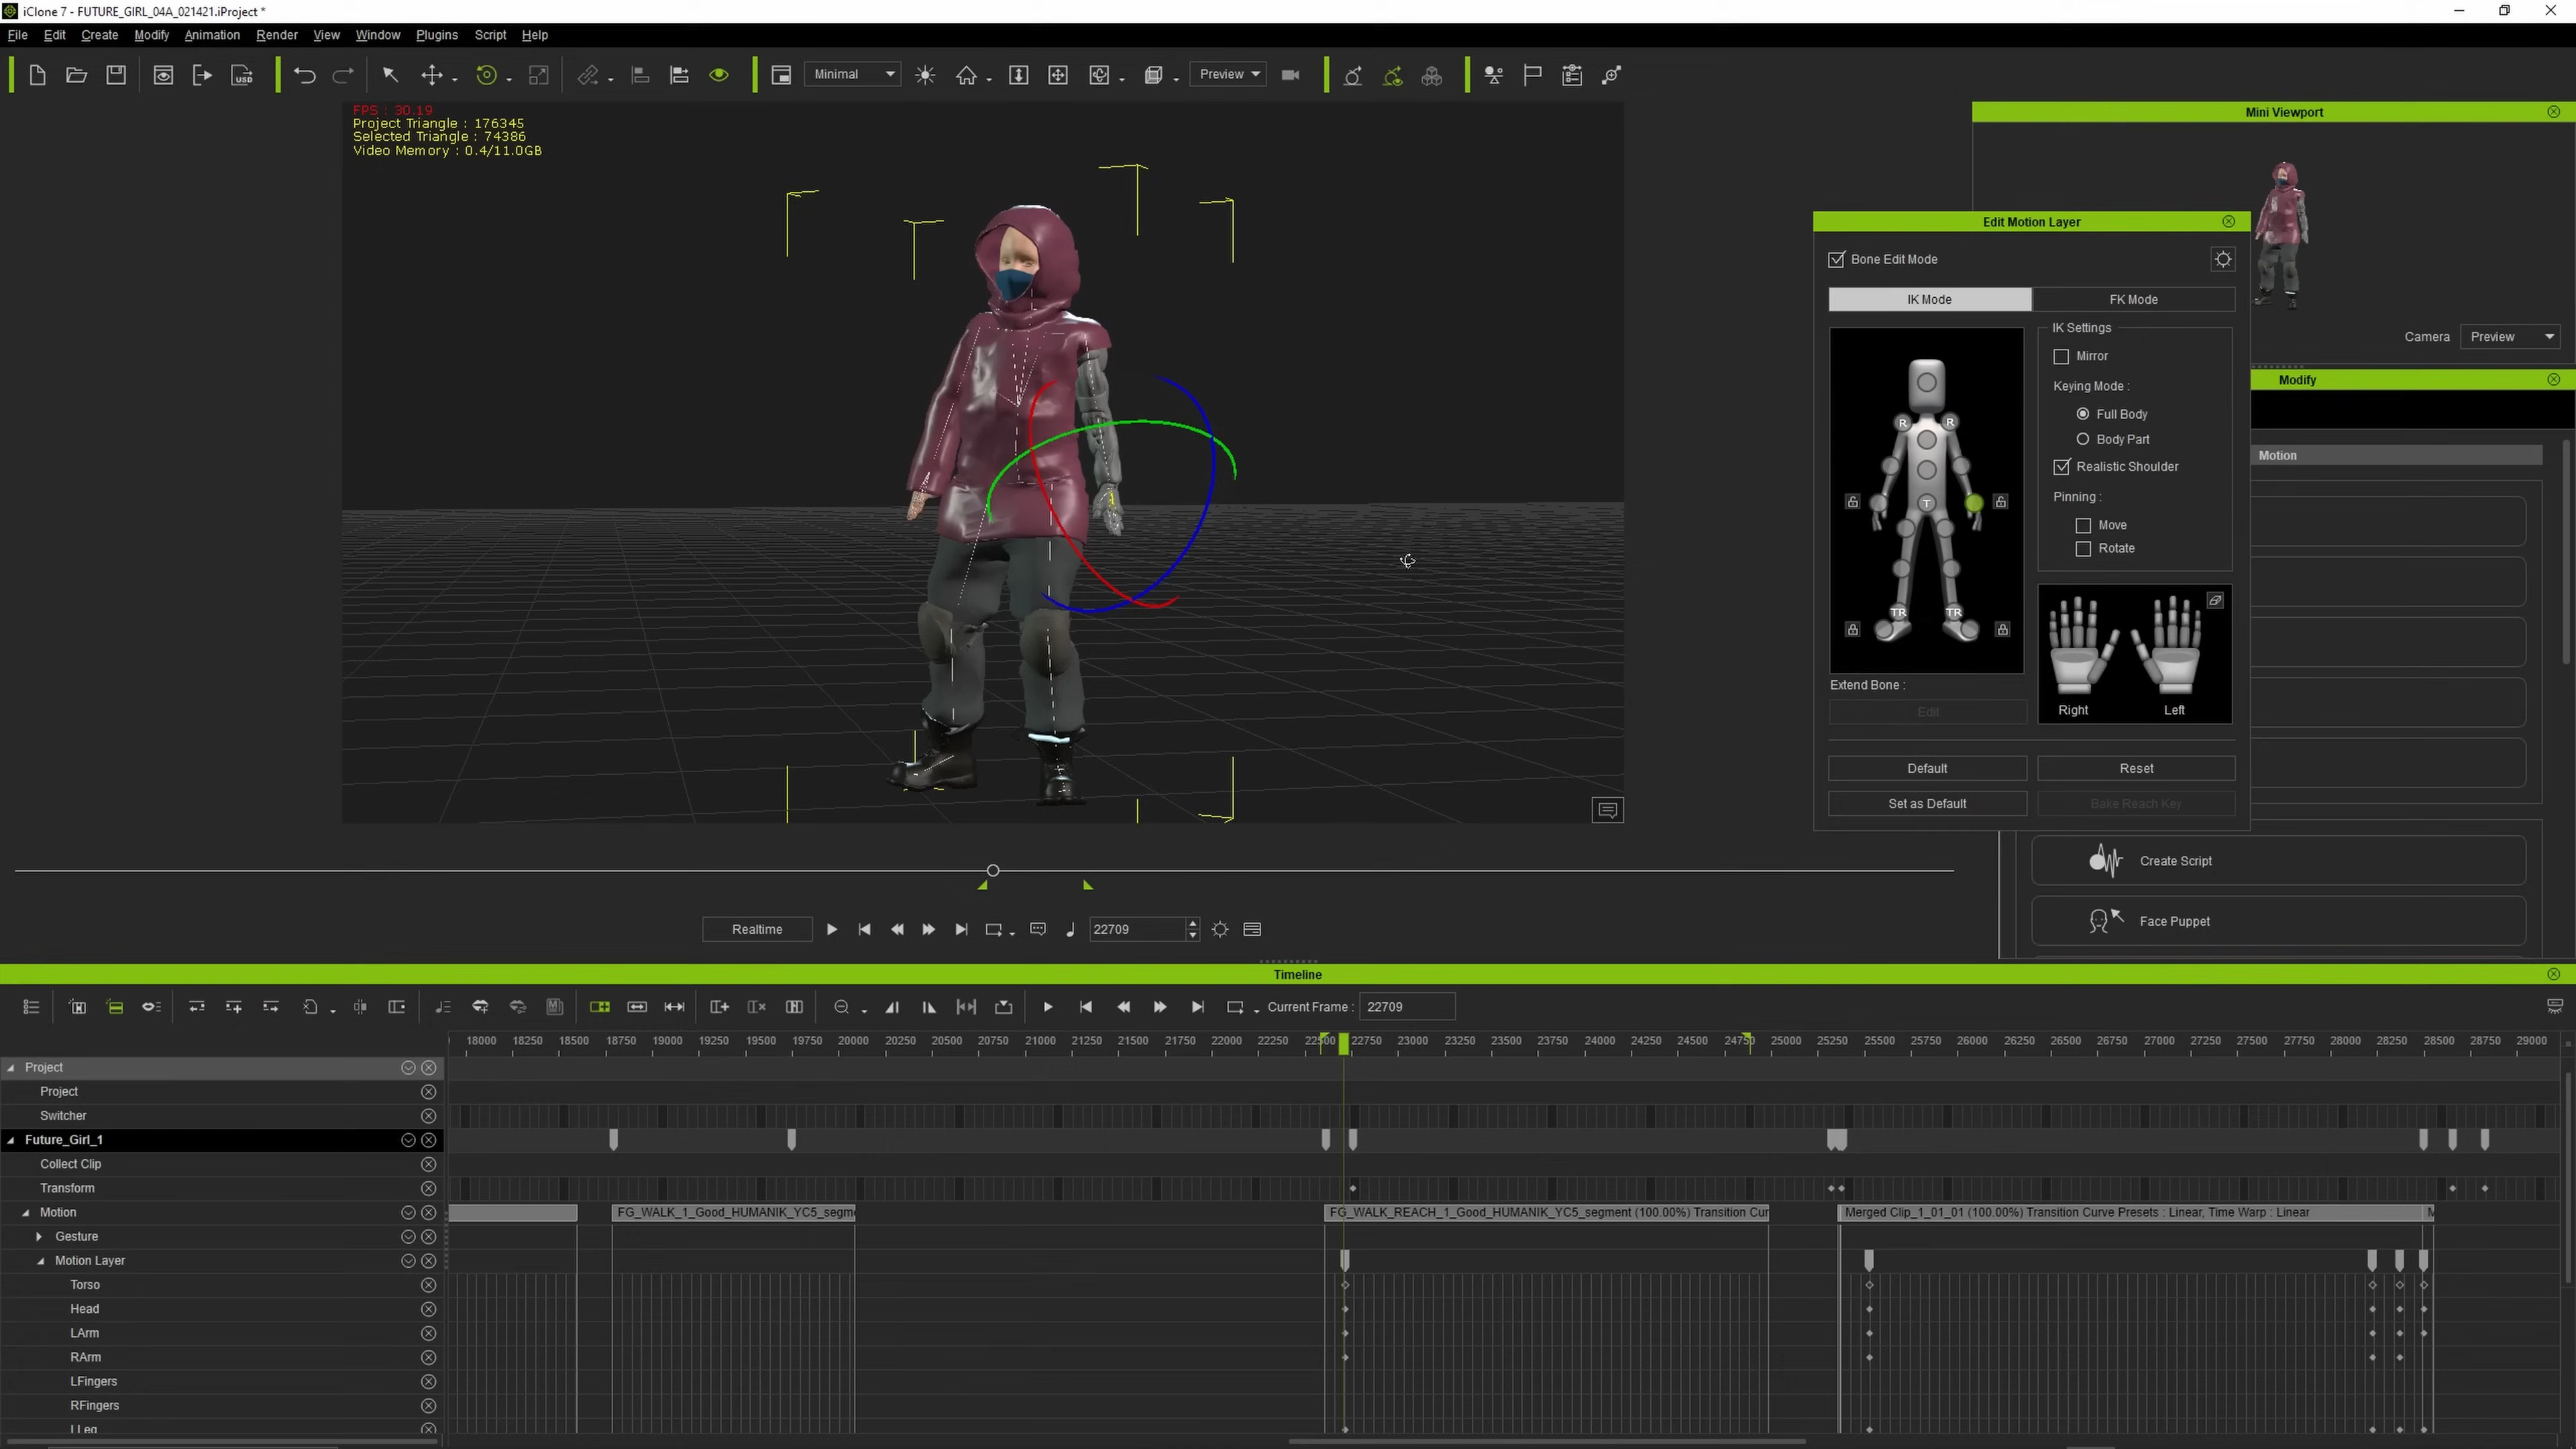 iClone 7 - FUTURE_GIRL_04A_021421.iProject *
File Edit Create Modify Animation Render View Window Plugins Script Help
USD Minimal Preview
FPS : 30.19
Project Triangle : 176345
Selected Triangle : 74386
Video Memory : 0.4/11.0GB
Mini Viewport
Camera Preview
Modify
Motion
Edit Motion Layer
Bone Edit Mode
IK Mode FK Mode
IK Settings
Mirror
Keying Mode :
Full Body
Body Part
Realistic Shoulder
Pinning :
Move
Rotate
R R
T
TR TR
Right Left
Extend Bone :
Edit
Default Reset
Set as Default Bake Reach Key
Create Script
Face Puppet
Realtime 22709
Timeline
Current Frame : 22709
18000 18250 18500 18750 19000 19250 19500 19750 20000 20250 20500 20750 21000 21250 21500 21750 22000 22250 22500 22750 23000 23250 23500 23750 24000 24250 24500 24750 25000 25250 25500 25750 26000 26250 26500 26750 27000 27250 27500 27750 28000 28250 28500 28750 29000
Project
Project
Switcher
Future_Girl_1
Collect Clip
Transform
Motion FG_WALK_1_Good_HUMANIK_YC5_segm FG_WALK_REACH_1_Good_HUMANIK_YC5_segment (100.00%) Transition Cur Merged Clip_1_01_01 (100.00%) Transition Curve Presets : Linear, Time Warp : Linear
Gesture
Motion Layer
Torso
Head
LArm
RArm
LFingers
RFingers
LLeg